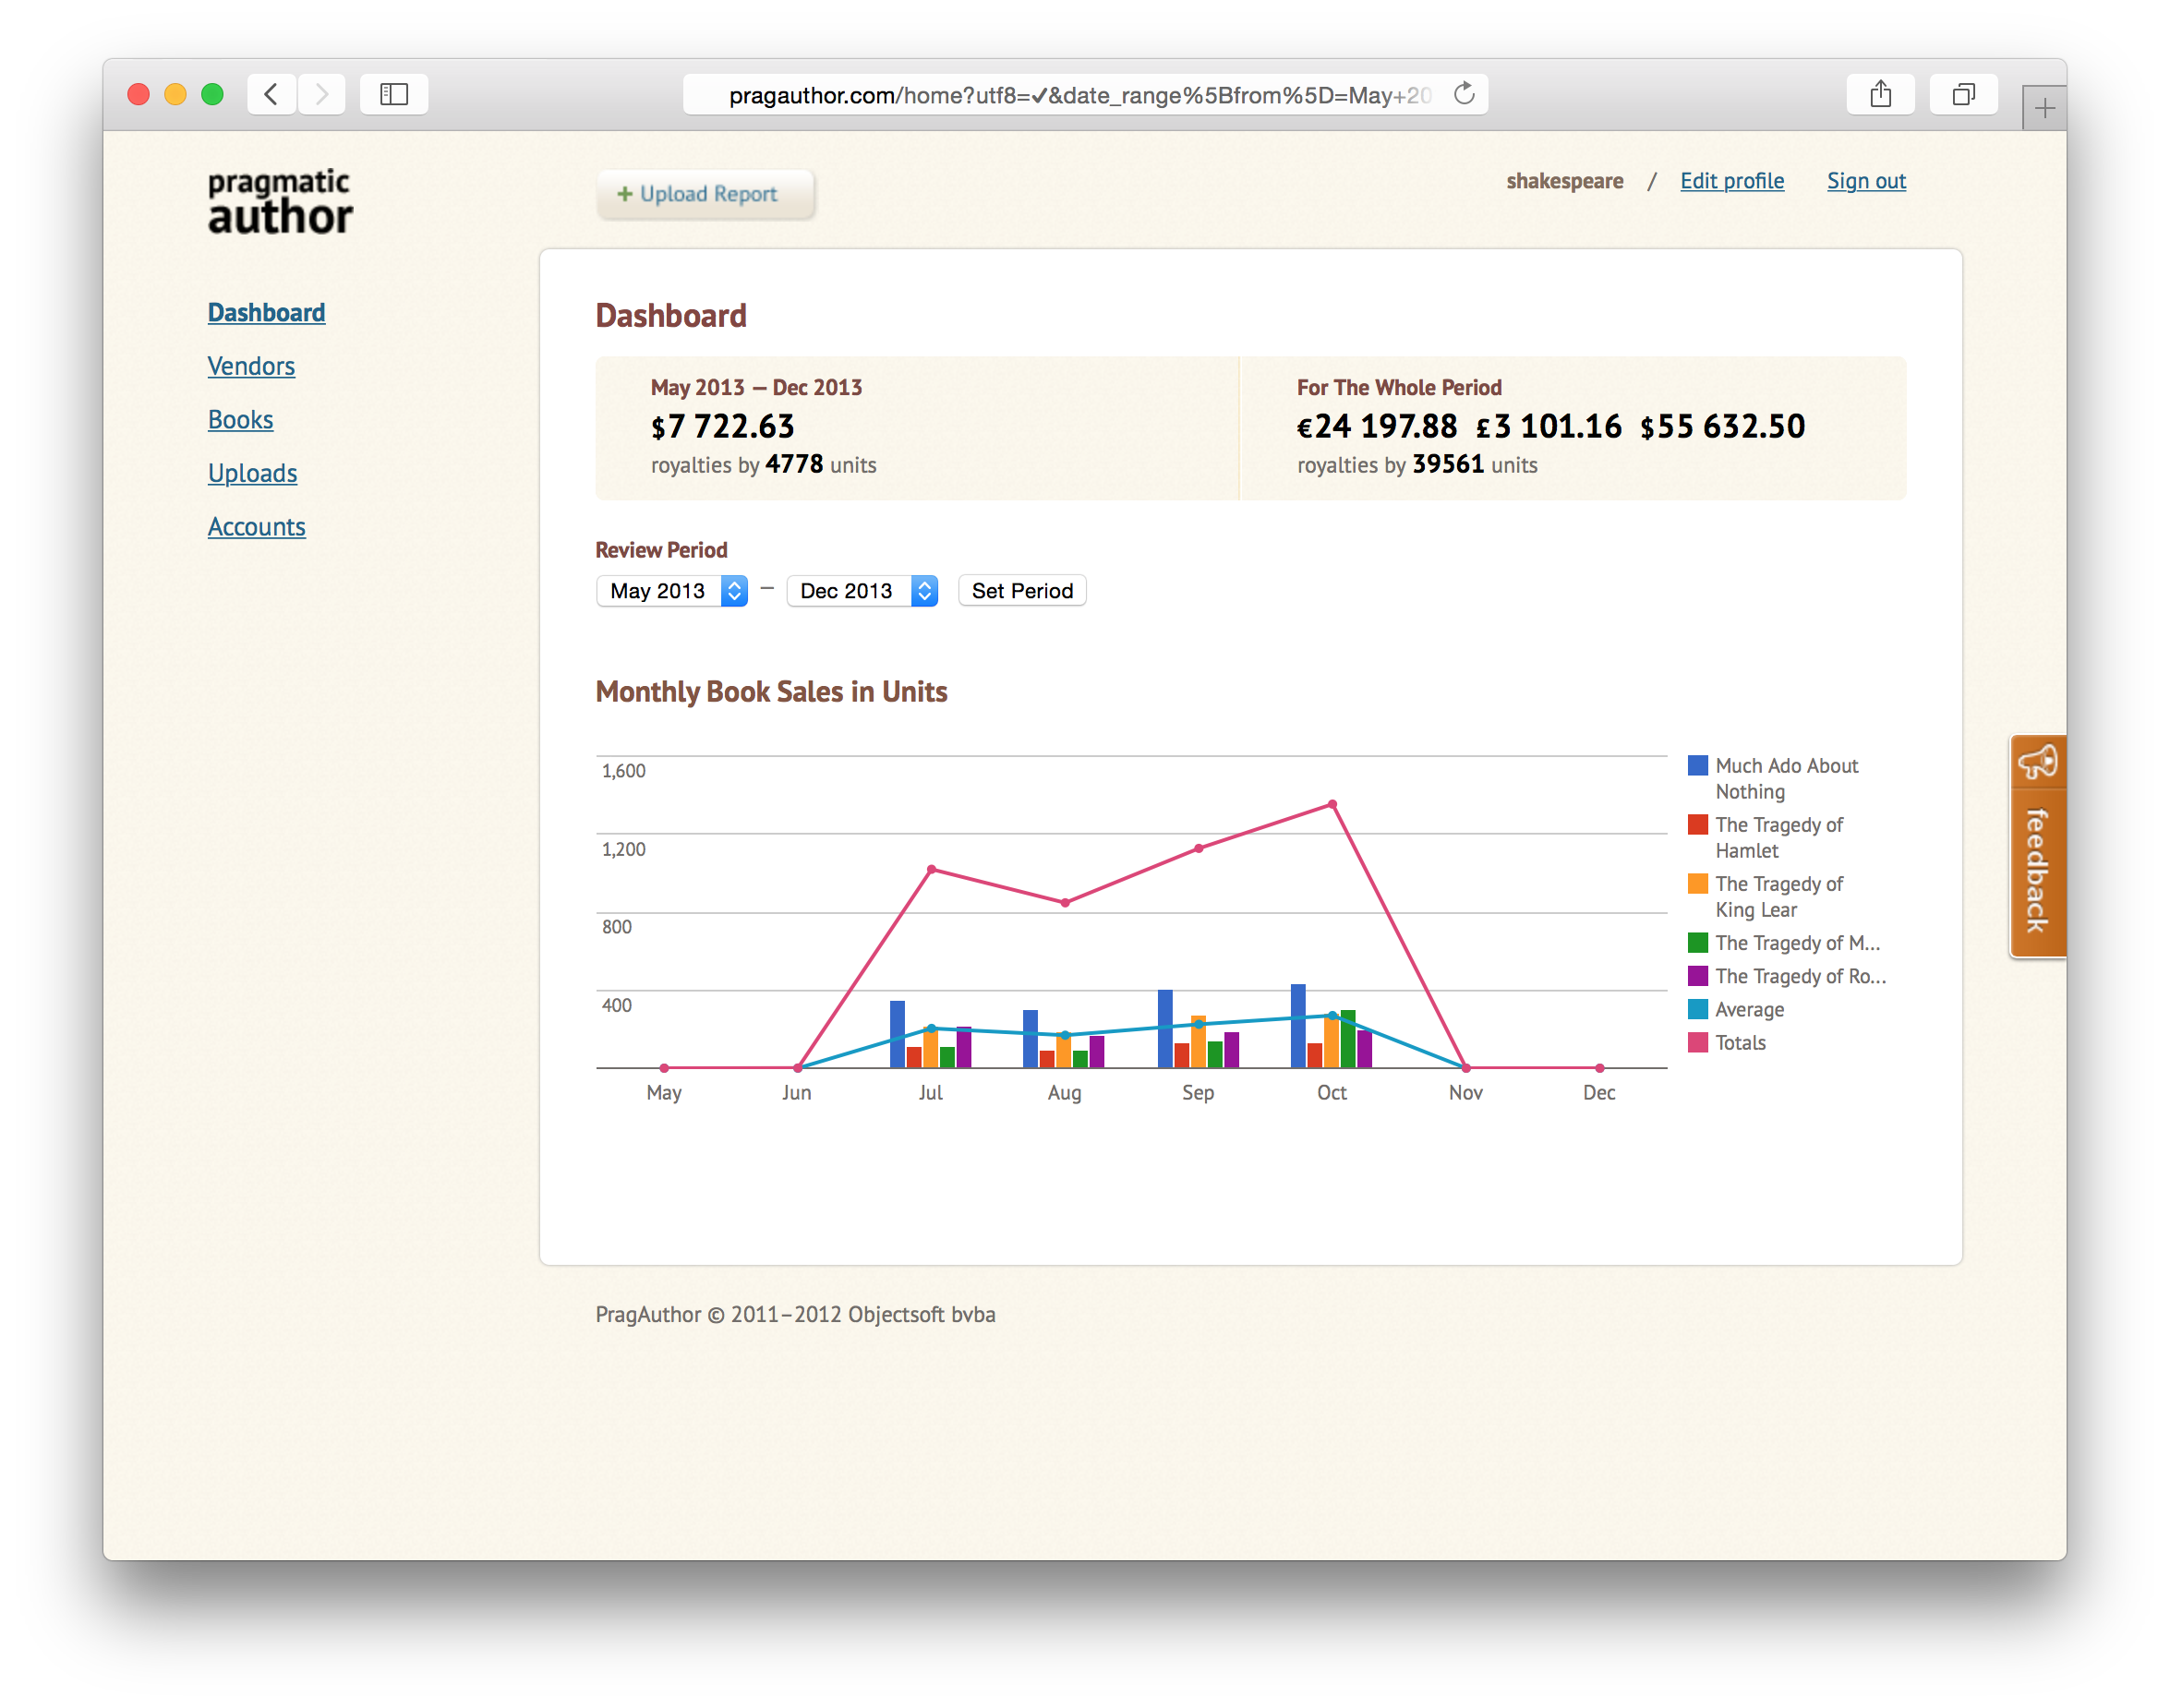 pragauthor.com/home?utf8=✓&date_range%5Bfrom%5D=May+20
pragmatic
author
+ Upload Report
shakespeare / Edit profile Sign out
Dashboard
Vendors
Books
Uploads
Accounts
Dashboard
May 2013 — Dec 2013
$7 722.63
royalties by 4778 units
For The Whole Period
€24 197.88 £3 101.16 $55 632.50
royalties by 39561 units
Review Period
May 2013 – Dec 2013 Set Period
Monthly Book Sales in Units
1,600
1,200
800
400
May Jun Jul Aug Sep Oct Nov Dec
Much Ado About
Nothing
The Tragedy of
Hamlet
The Tragedy of
King Lear
The Tragedy of M...
The Tragedy of Ro...
Average
Totals
feedback
PragAuthor © 2011–2012 Objectsoft bvba